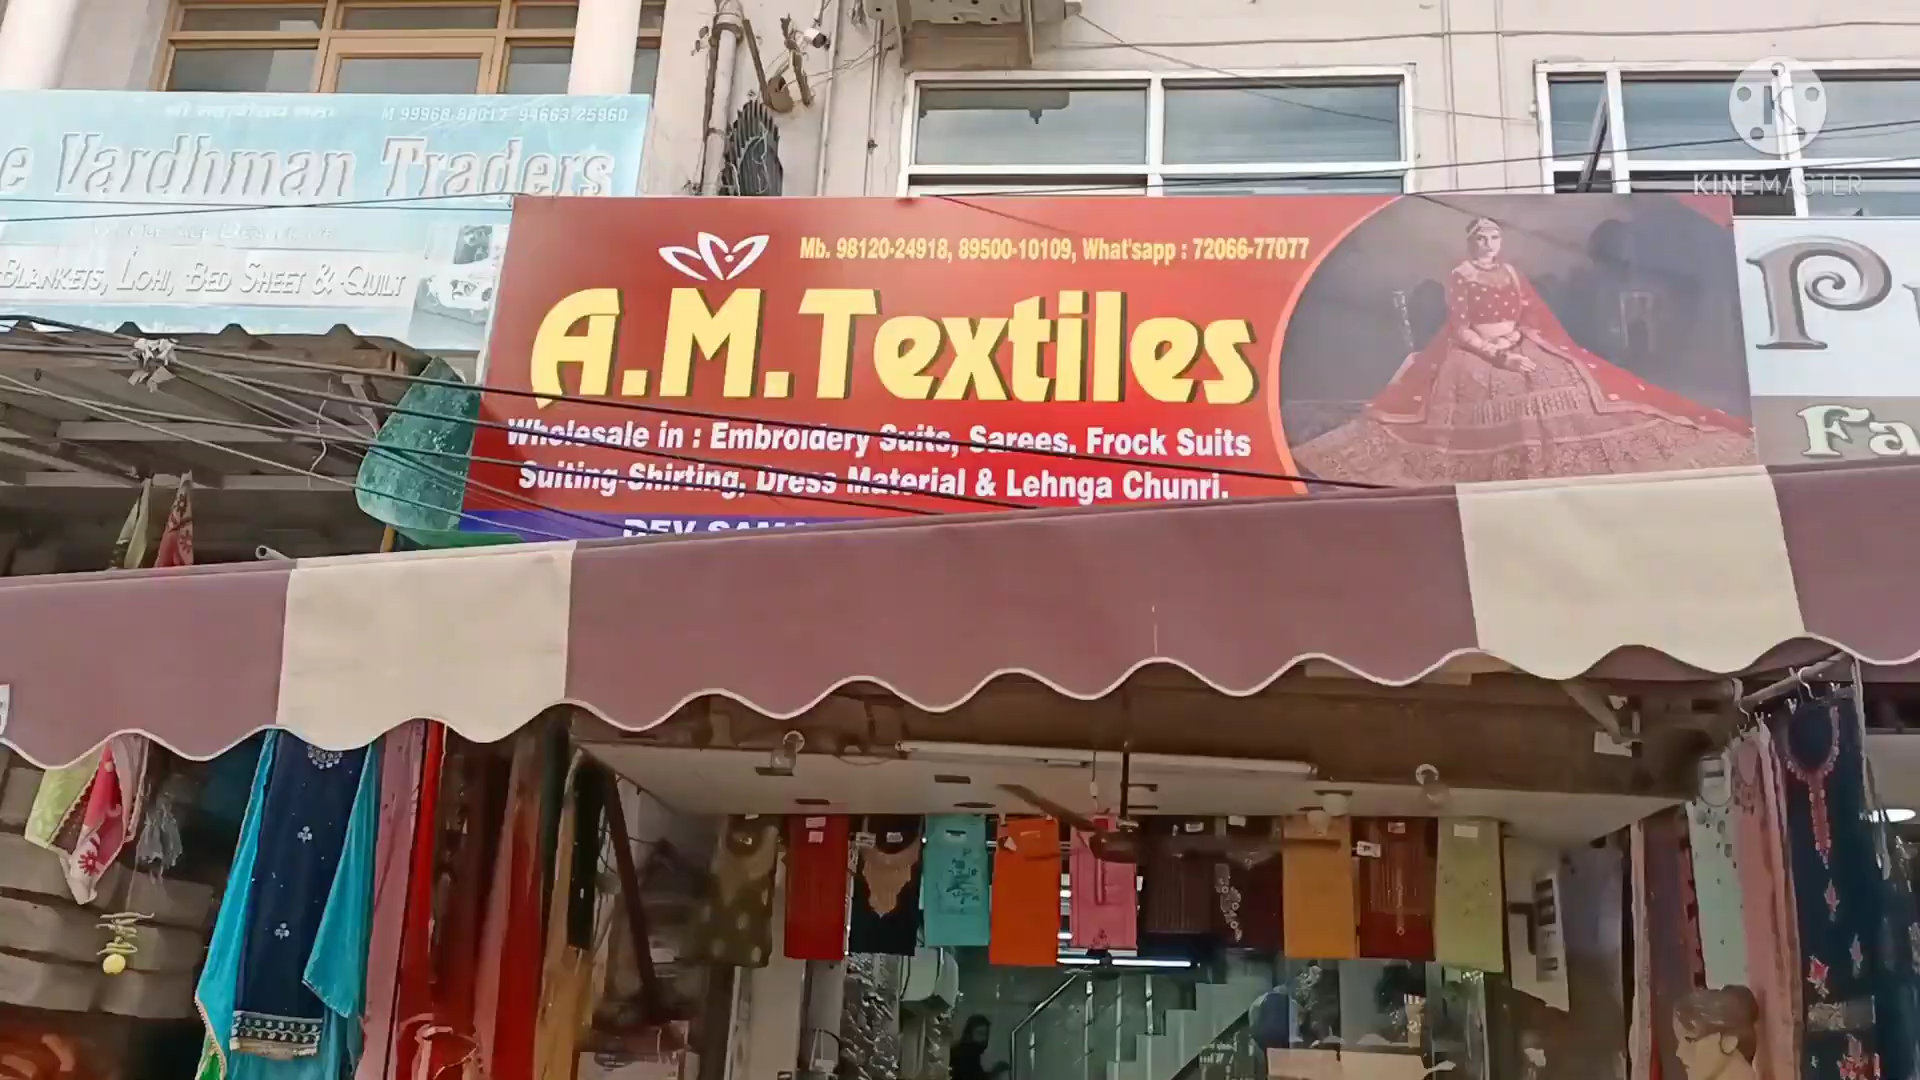 M 99968-88017 94663-25960
e Vardhman Traders
BLANKETS, LOHI, BED SHEET & QUILT
Mb. 98120-24918, 89500-10109, What'sapp : 72066-77077
A.M.Textiles
Wholesale in : Embroidery Suits, Sarees, Frock Suits
Suiting Shirting, Dress Material & Lehnga Chunri.
DEV
P
Fa
K
KINEMASTER